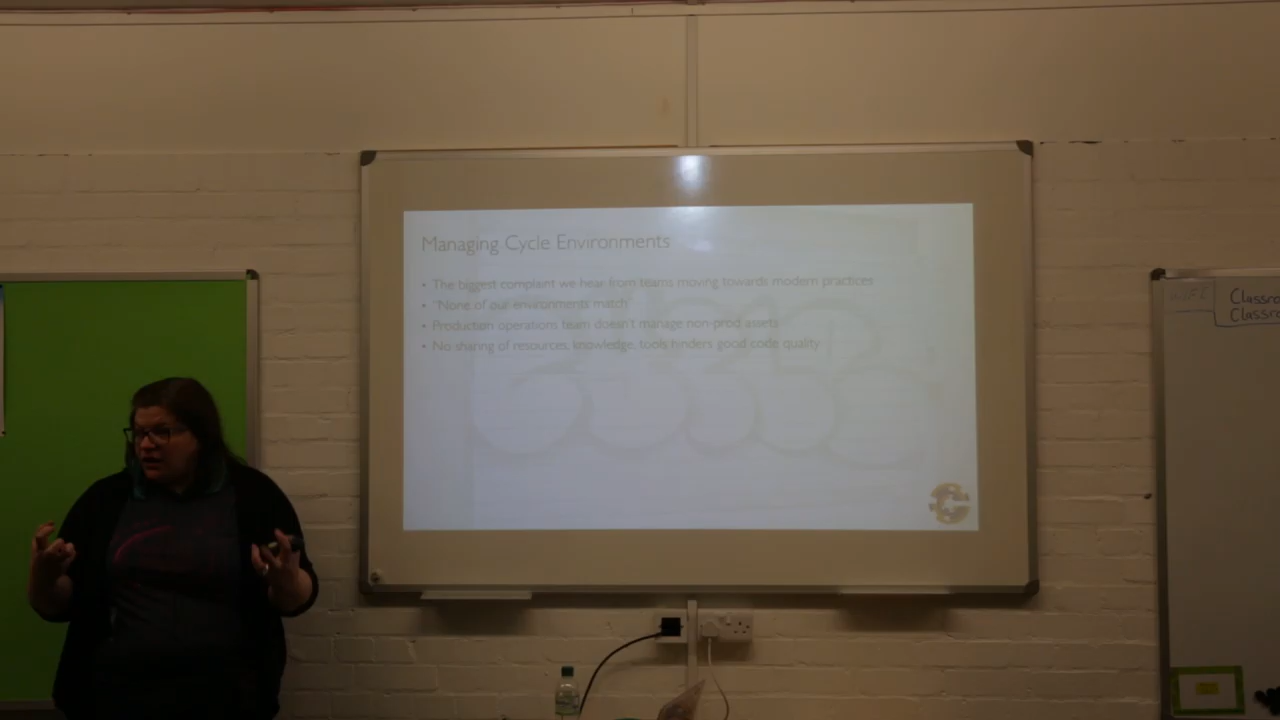 Managing Cycle Environments
• The biggest complaint we hear from teams moving towards modern practices
• "None of our environments match"
• Production operations team doesn't manage non-prod assets
• No sharing of resources, knowledge, tools hinders good code quality
Classro
Classro